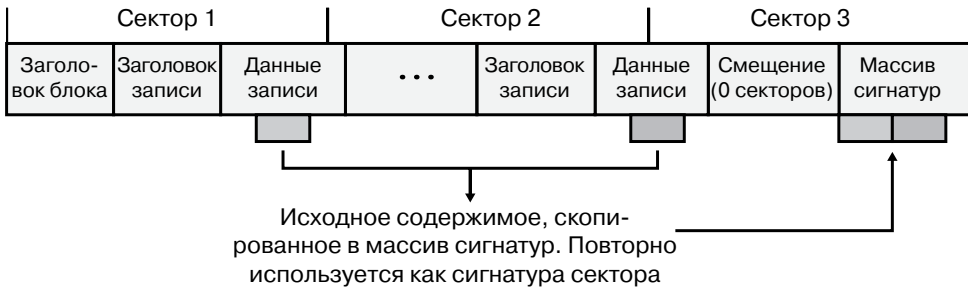 Сектор 1 Сектор 2 Сектор 3
Заголо- Заголовок Данные ... Заголовок Данные Смещение Массив
вок блока записи записи записи записи (0 секторов) сигнатур
Исходное содержимое, скопи-
рованное в массив сигнатур. Повторно
используется как сигнатура сектора